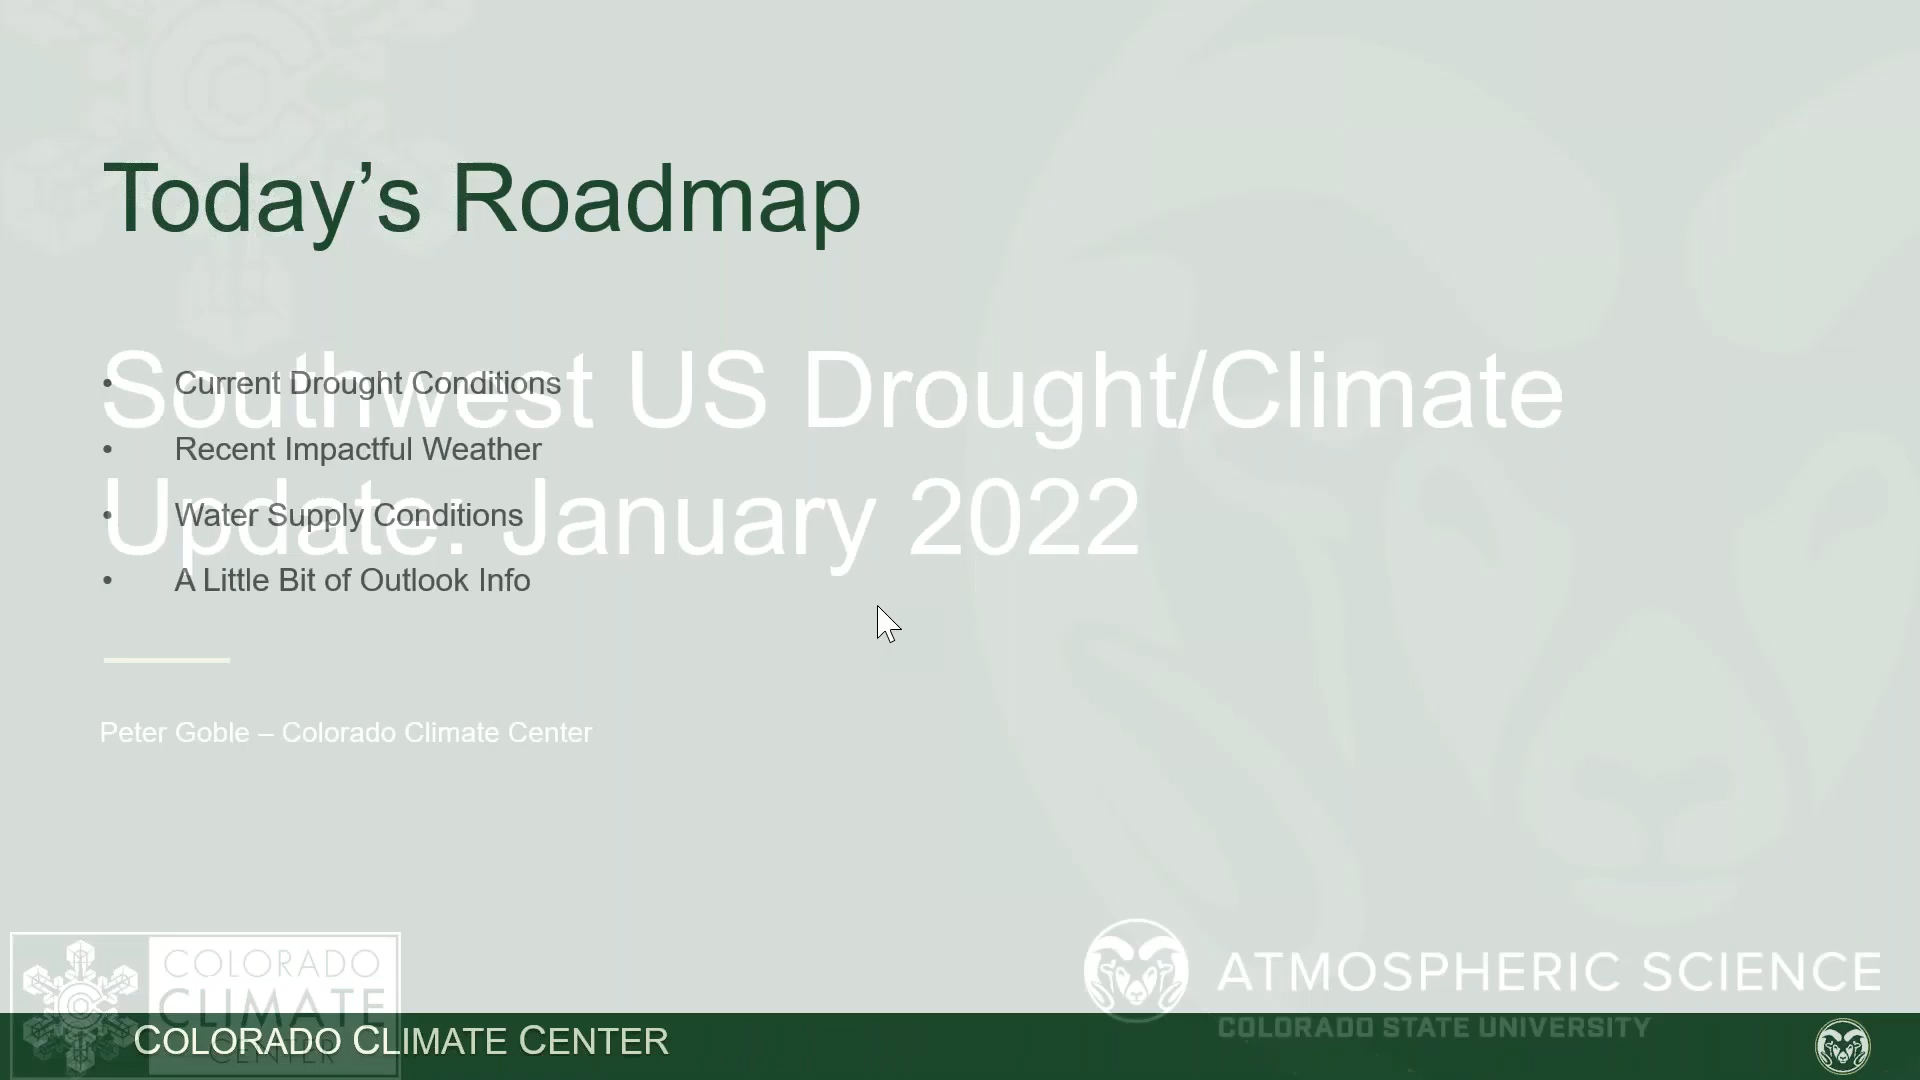 Today’s Roadmap
Southwest US Drought/Climate
Update: January 2022
• Current Drought Conditions
• Recent Impactful Weather
• Water Supply Conditions
• A Little Bit of Outlook Info
Peter Goble – Colorado Climate Center
COLORADO
CLIMATE
CENTER
COLORADO CLIMATE CENTER
ATMOSPHERIC SCIENCE
COLORADO STATE UNIVERSITY